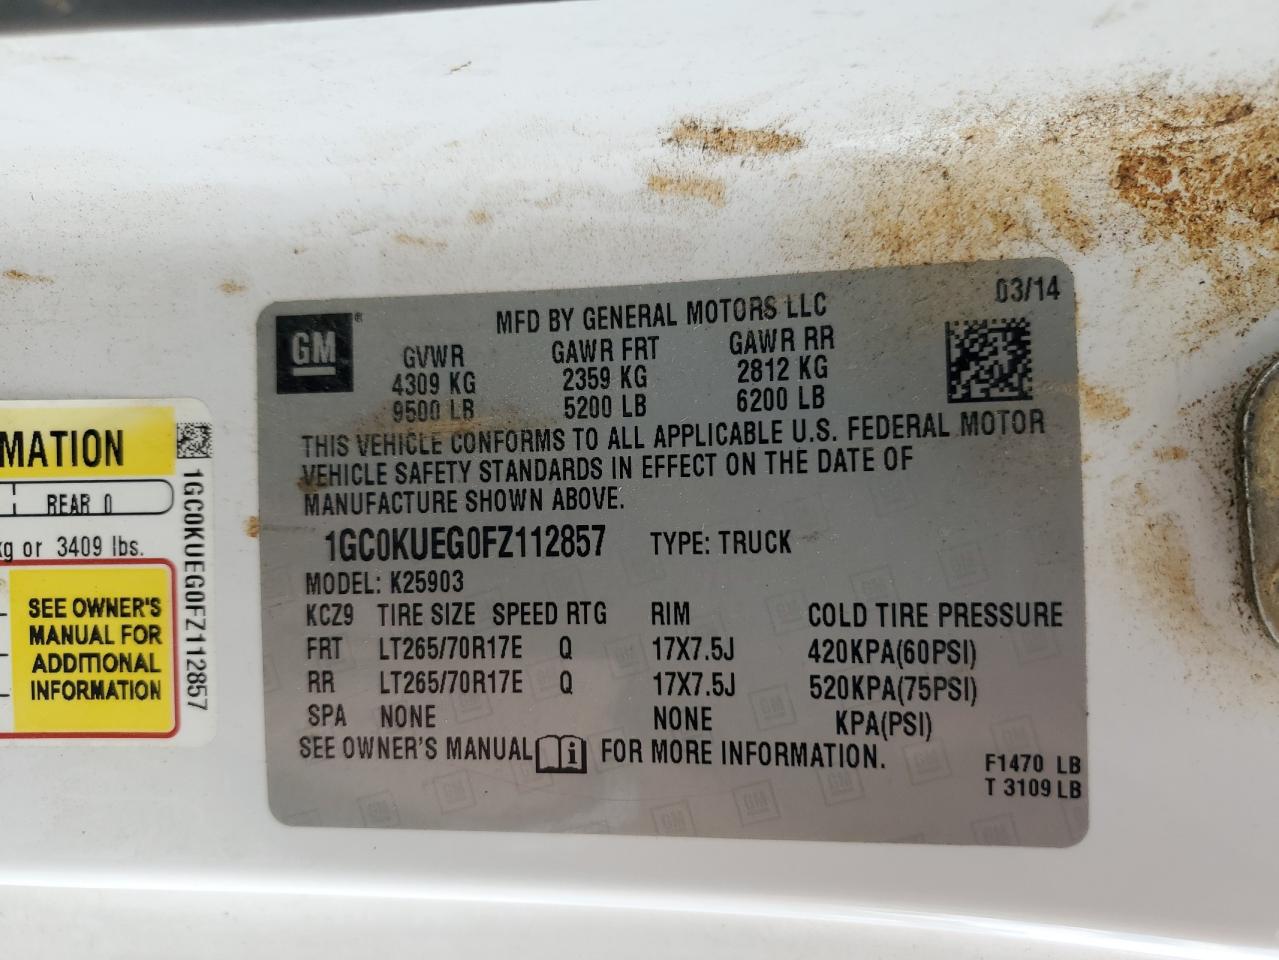 MATION
REAR 0
kg or 3409 lbs.
SEE OWNER'S
MANUAL FOR
ADDITIONAL
INFORMATION
1GC0KUEG0FZ112857
GM®
03/14
MFD BY GENERAL MOTORS LLC
GVWR GAWR FRT GAWR RR
4309 KG 2359 KG 2812 KG
9500 LB 5200 LB 6200 LB
THIS VEHICLE CONFORMS TO ALL APPLICABLE U.S. FEDERAL MOTOR
VEHICLE SAFETY STANDARDS IN EFFECT ON THE DATE OF
MANUFACTURE SHOWN ABOVE.
1GC0KUEG0FZ112857 TYPE: TRUCK
MODEL: K25903
KCZ9 TIRE SIZE SPEED RTG RIM COLD TIRE PRESSURE
FRT LT265/70R17E Q 17X7.5J 420KPA(60PSI)
RR LT265/70R17E Q 17X7.5J 520KPA(75PSI)
SPA NONE NONE KPA(PSI)
SEE OWNER'S MANUAL FOR MORE INFORMATION.
F1470 LB
T 3109 LB